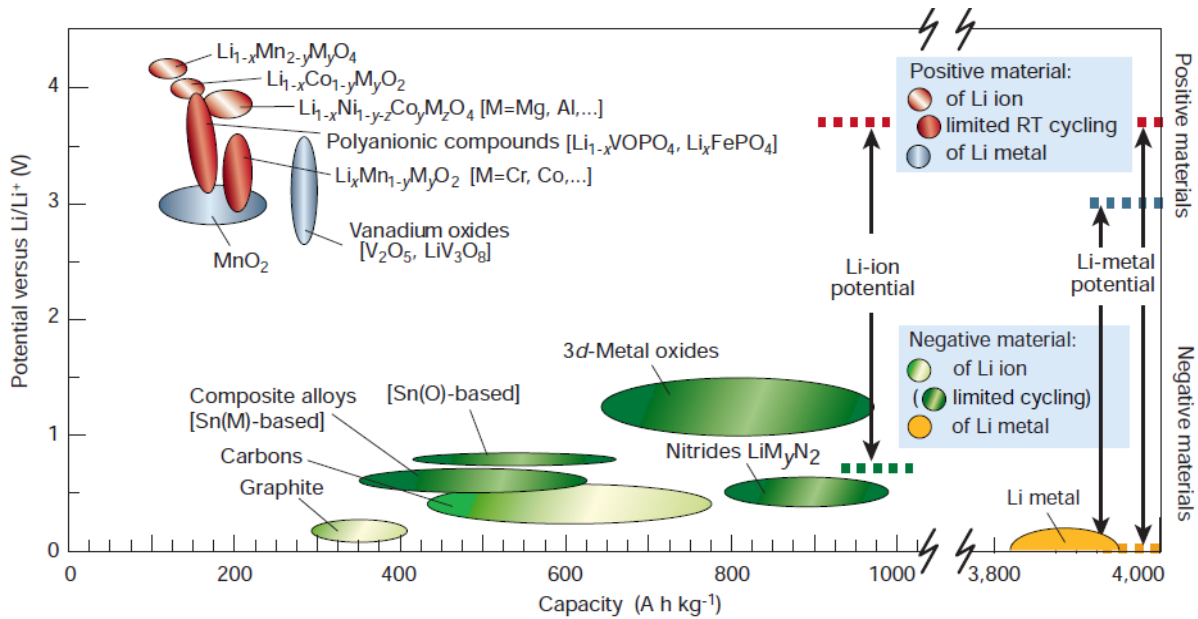 Potential versus Li/Li⁺ (V)
4
3
2
1
0
Li₁₋ₓMn₂₋yMyO₄
Li₁₋ₓCo₁₋yMyO₂
Li₁₋ₓNi₁₋y₋zCoyMzO₄ [M=Mg, Al,...]
Polyanionic compounds [Li₁₋ₓVOPO₄, LiₓFePO₄]
LiₓMn₁₋yMyO₂ [M=Cr, Co,...]
Vanadium oxides
[V₂O₅, LiV₃O₈]
MnO₂
Positive material:
of Li ion
limited RT cycling
of Li metal
Positive materials
Li-ion
potential
Li-metal
potential
Negative material:
of Li ion
( limited cycling)
of Li metal
Negative materials
3d-Metal oxides
[Sn(O)-based]
Composite alloys
[Sn(M)-based]
Carbons
Graphite
Nitrides LiMyN₂
Li metal
0
200
400
600
800
1000
3,800
4,000
Capacity (A h kg⁻¹)